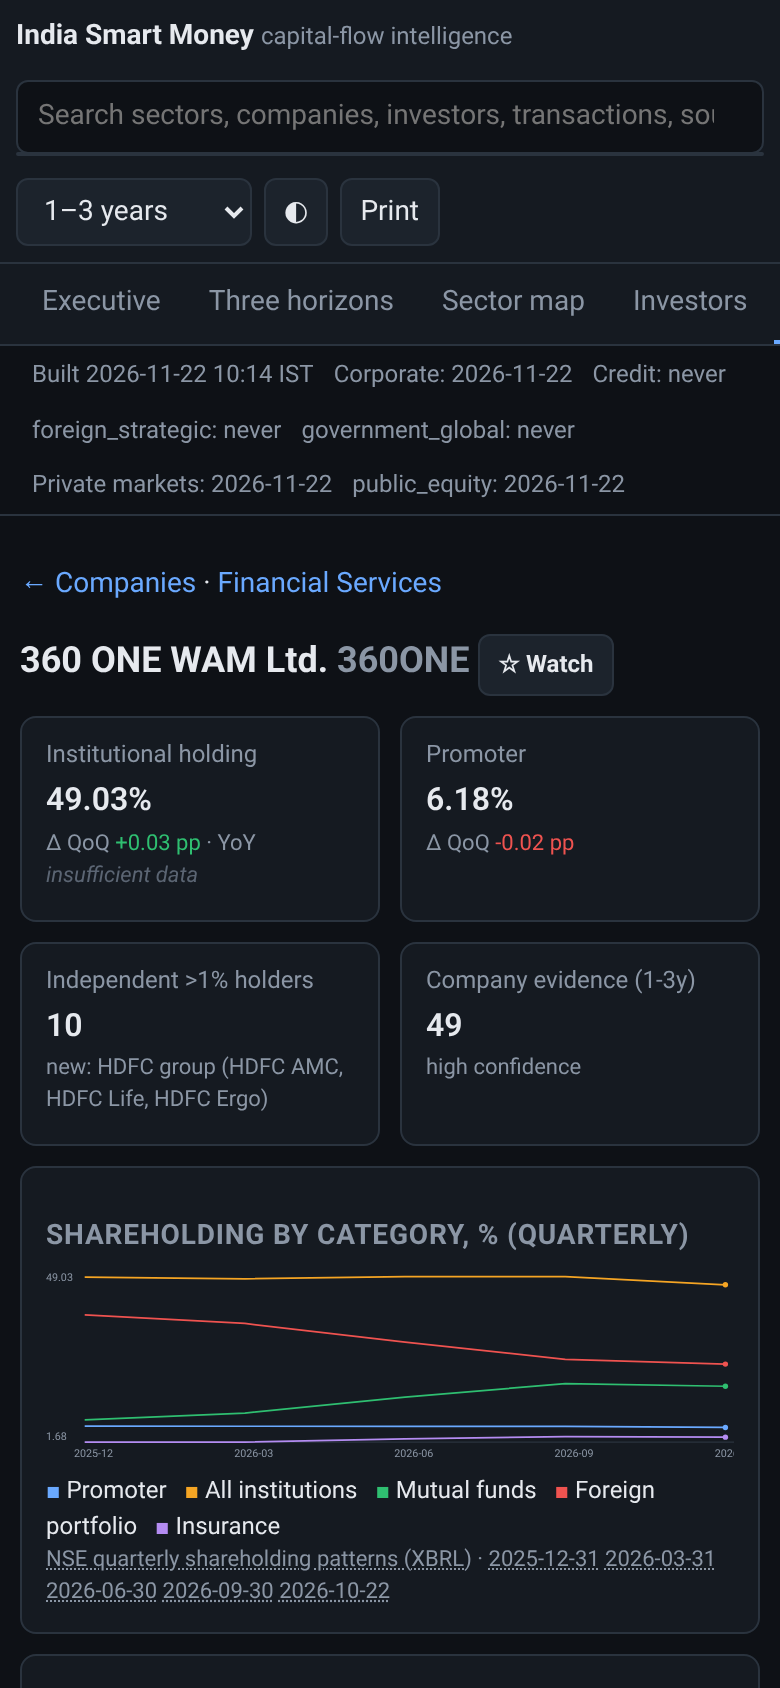 India Smart Money capital-flow intelligence
Search sectors, companies, investors, transactions, sou
1–3 years
Print
Executive Three horizons Sector map Investors
Built 2026-11-22 10:14 IST Corporate: 2026-11-22 Credit: never
foreign_strategic: never government_global: never
Private markets: 2026-11-22 public_equity: 2026-11-22
← Companies · Financial Services
360 ONE WAM Ltd. 360ONE ☆ Watch
Institutional holding
49.03%
Δ QoQ +0.03 pp · YoY
insufficient data
Promoter
6.18%
Δ QoQ -0.02 pp
Independent >1% holders
10
new: HDFC group (HDFC AMC,
HDFC Life, HDFC Ergo)
Company evidence (1-3y)
49
high confidence
SHAREHOLDING BY CATEGORY, % (QUARTERLY)
49.03
1.68
2025-12 2026-03 2026-06 2026-09 202
Promoter All institutions Mutual funds Foreign
portfolio Insurance
NSE quarterly shareholding patterns (XBRL) · 2025-12-31 2026-03-31
2026-06-30 2026-09-30 2026-10-22